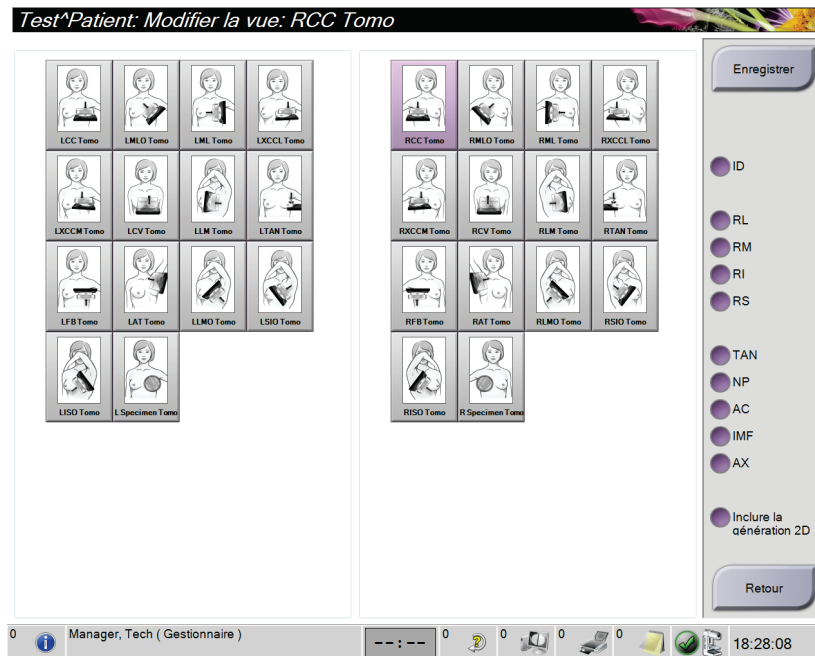 Test^Patient: Modifier la vue: RCC Tomo
LCC Tomo LMLO Tomo LML Tomo LXCCL Tomo
LXCCM Tomo LCV Tomo LLM Tomo LTAN Tomo
LFB Tomo LAT Tomo LLMO Tomo LSIO Tomo
LISO Tomo L Specimen Tomo
RCC Tomo RMLO Tomo RML Tomo RXCCL Tomo
RXCCM Tomo RCV Tomo RLM Tomo RTAN Tomo
RFB Tomo RAT Tomo RLMO Tomo RSIO Tomo
RISO Tomo R Specimen Tomo
Enregistrer
ID
RL
RM
RI
RS
TAN
NP
AC
IMF
AX
Inclure la
génération 2D
Retour
0 Manager, Tech ( Gestionnaire ) --:-- 0 0 0 0 18:28:08